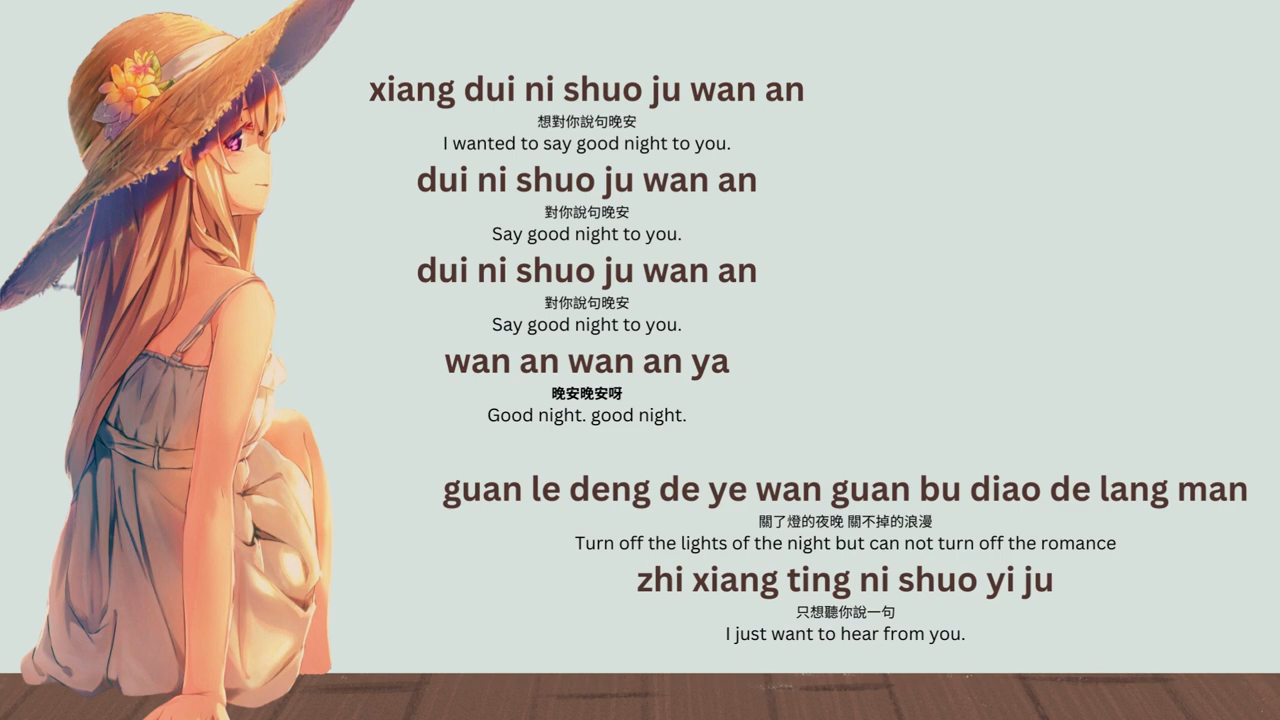 xiang dui ni shuo ju wan an
想對你說句晚安
I wanted to say good night to you.
dui ni shuo ju wan an
對你說句晚安
Say good night to you.
dui ni shuo ju wan an
對你說句晚安
Say good night to you.
wan an wan an ya
晚安晚安呀
Good night. good night.
guan le deng de ye wan guan bu diao de lang man
關了燈的夜晚 關不掉的浪漫
Turn off the lights of the night but can not turn off the romance
zhi xiang ting ni shuo yi ju
只想聽你說一句
I just want to hear from you.